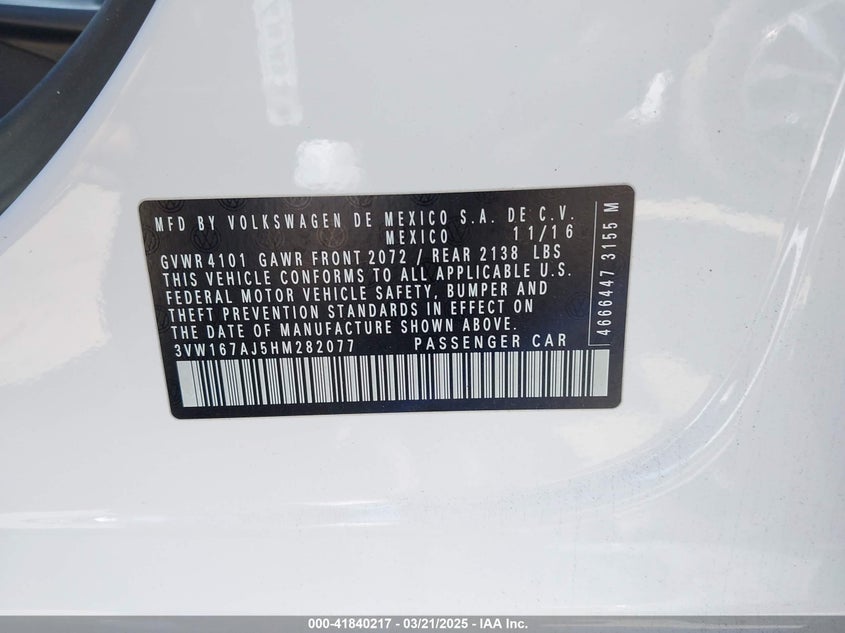 MFD BY VOLKSWAGEN DE MEXICO S.A. DE C.V.
MEXICO 11/16
GVWR 4101 GAWR FRONT 2072 / REAR 2138 LBS
THIS VEHICLE CONFORMS TO ALL APPLICABLE U.S.
FEDERAL MOTOR VEHICLE SAFETY, BUMPER AND
THEFT PREVENTION STANDARDS IN EFFECT ON
THE DATE OF MANUFACTURE SHOWN ABOVE.
3VW167AJ5HM282077 PASSENGER CAR
4666447 3155 M
000-41840217 - 03/21/2025 - IAA Inc.